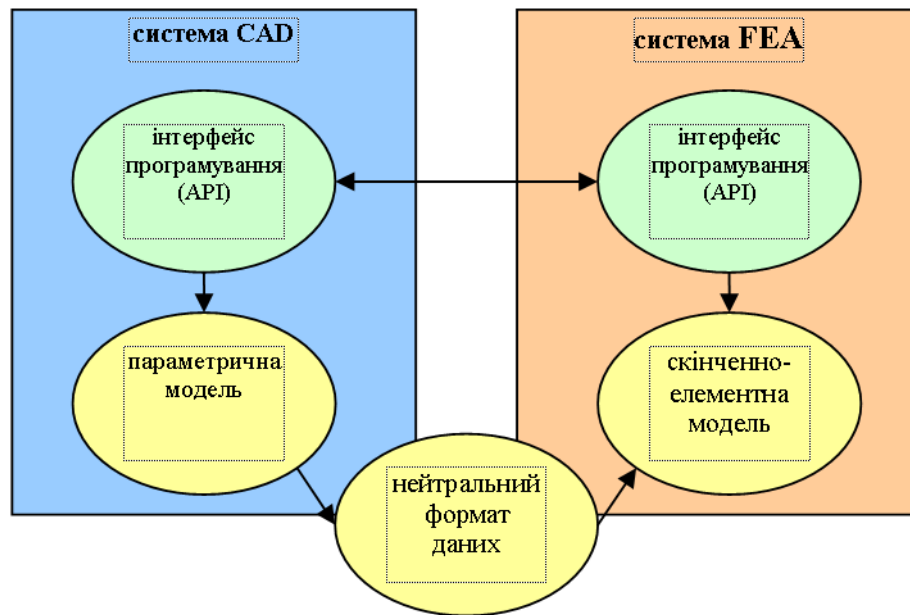 система CAD
система FEA
інтерфейс
програмування
(API)
інтерфейс
програмування
(API)
параметрична
модель
скінченно-
елементна
модель
нейтральний
формат
даних